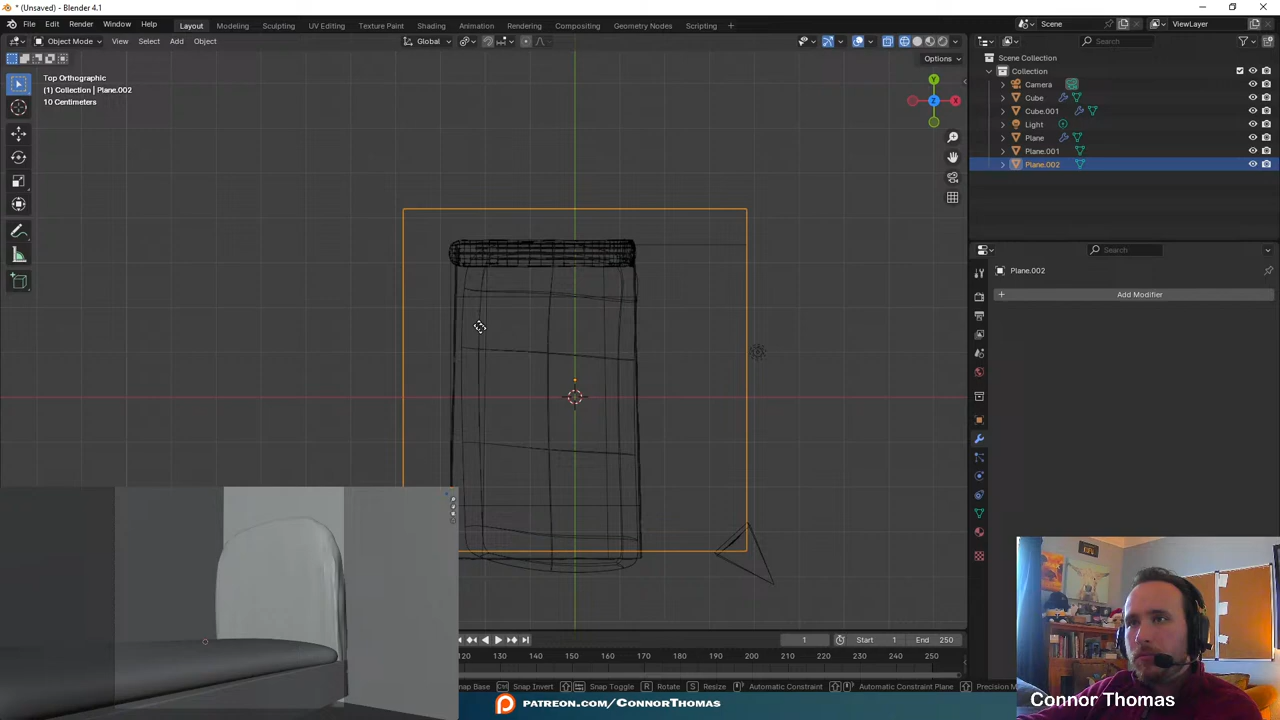 * (Unsaved) - Blender 4.1
File Edit Render Window Help
Layout Modeling Sculpting UV Editing Texture Paint Shading Animation Rendering Compositing Geometry Nodes Scripting +
Scene ViewLayer
Object Mode View Select Add Object Global
Options
Search
Top Orthographic
(1) Collection | Plane.002
10 Centimeters
Y
Z X
Scene Collection
Collection
Camera
Cube
Cube.001
Light
Plane
Plane.001
Plane.002
Search
Plane.002
+ Add Modifier
1 Start 1 End 250
120 130 140 150 160 170 180 190 200 210 220 230 240 250
Snap Base Ctrl Snap Invert Snap Toggle R Rotate S Resize Automatic Constraint Automatic Constraint Plane Precision M
PATREON.COM/CONNORTHOMAS
Connor Thomas